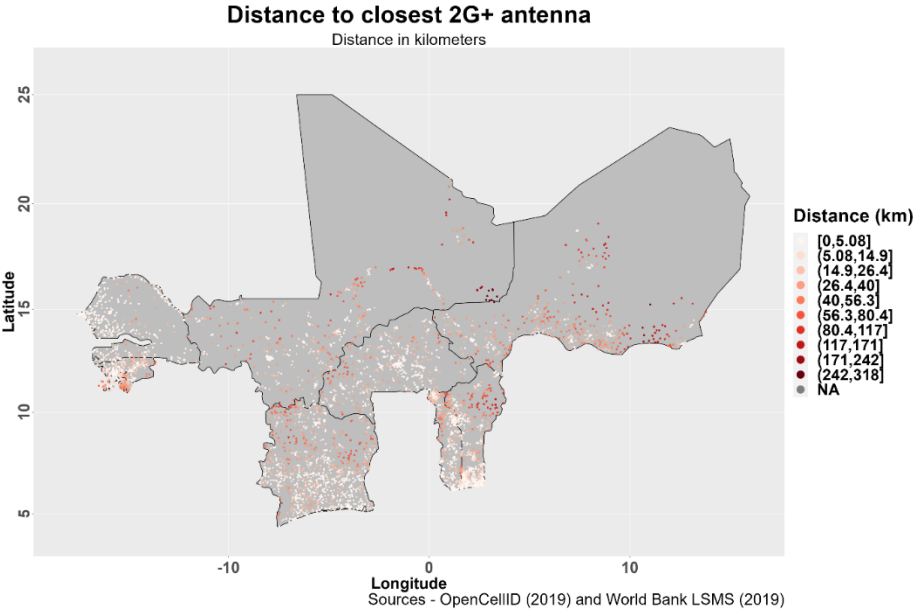 Distance to closest 2G+ antenna
Distance in kilometers
25
20
15
10
5
Latitude
-10
0
10
Longitude
Distance (km)
[0,5.08]
(5.08,14.9]
(14.9,26.4]
(26.4,40]
(40,56.3]
(56.3,80.4]
(80.4,117]
(117,171]
(171,242]
(242,318]
NA
Sources - OpenCellID (2019) and World Bank LSMS (2019)